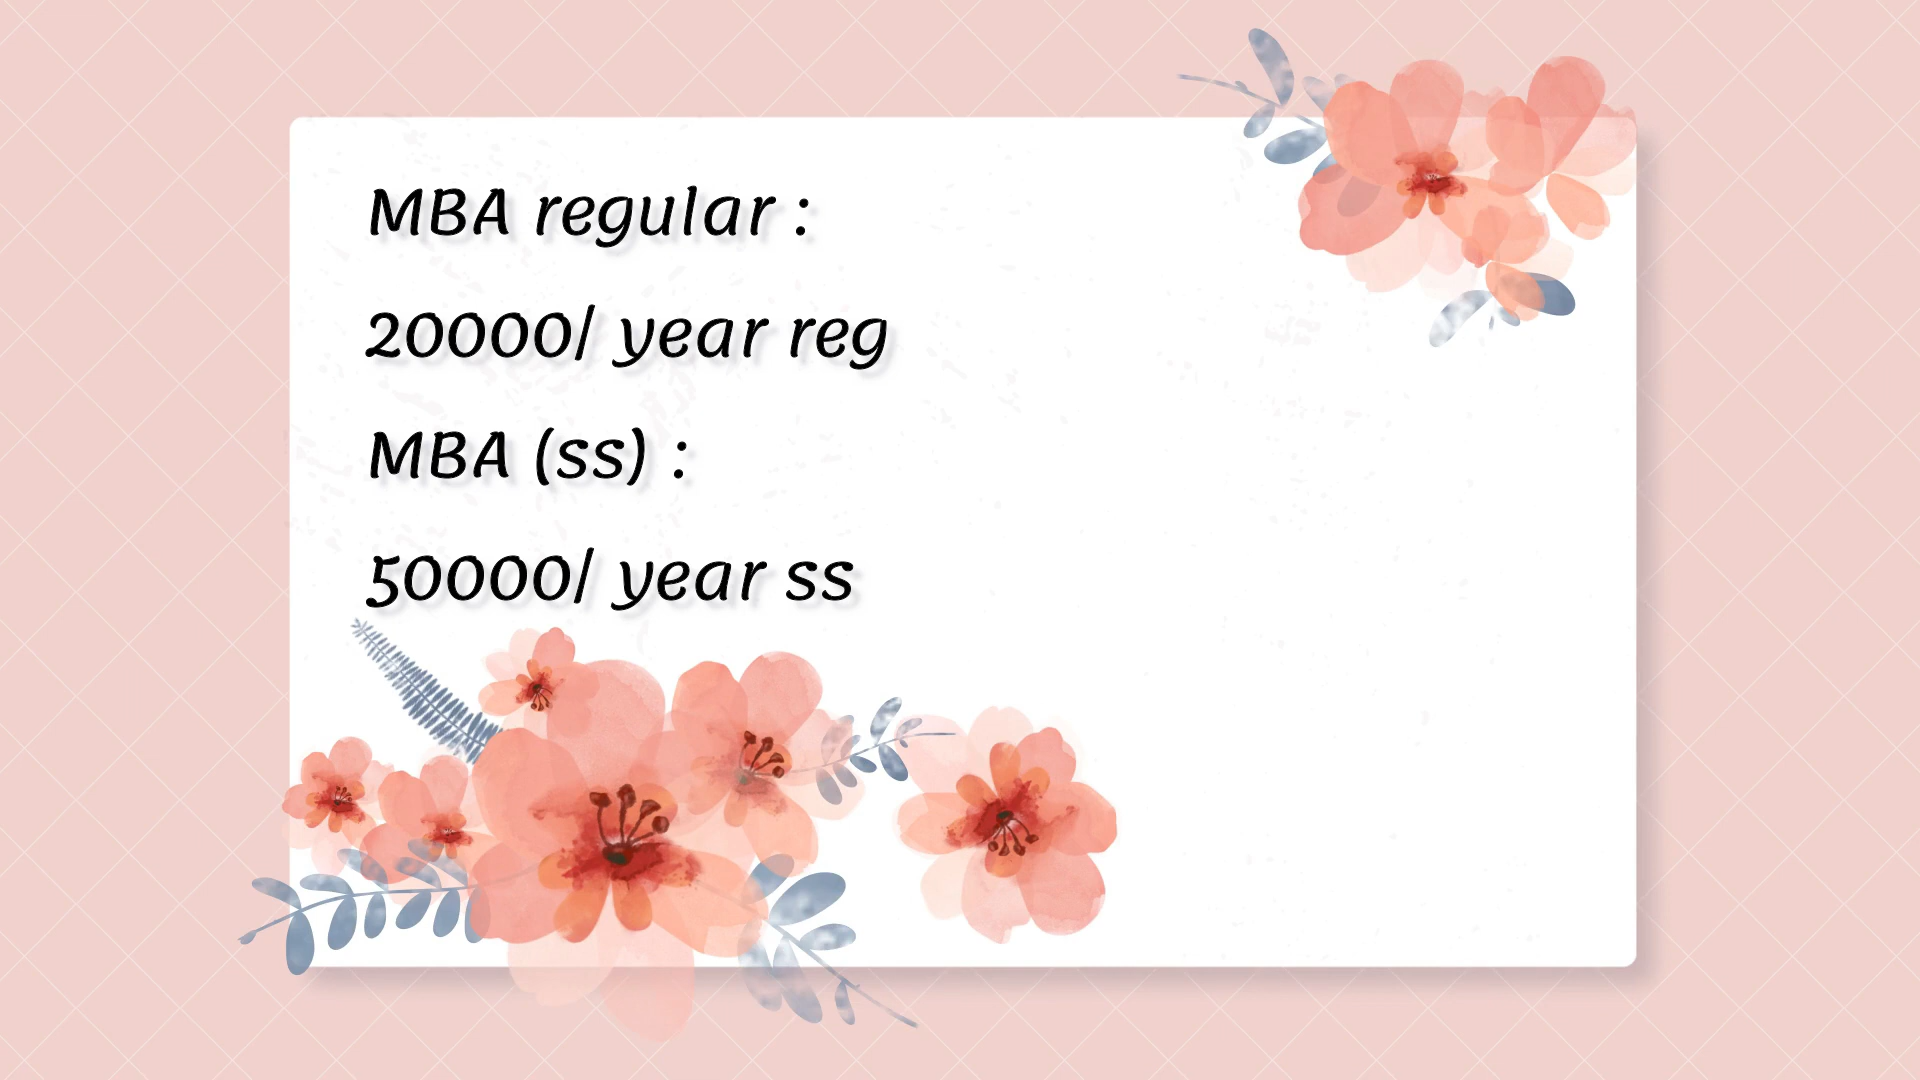 MBA regular :
20000/ year reg
MBA (ss) :
50000/ year ss